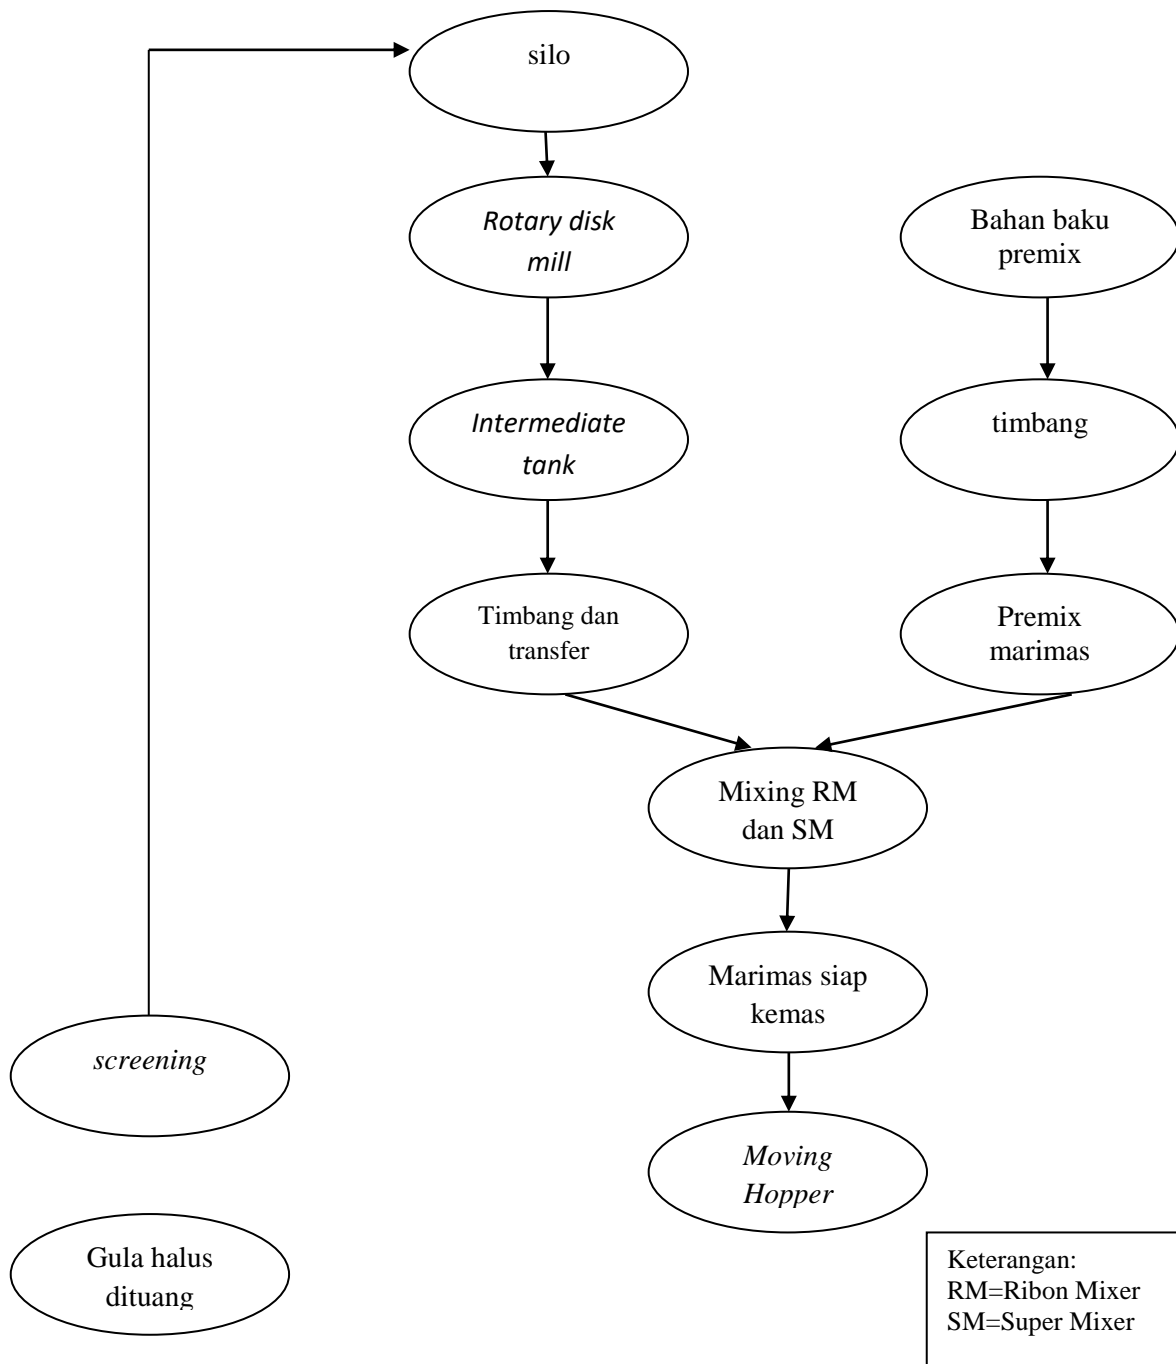 silo
Rotary disk
mill
Bahan baku
premix
Intermediate
tank
timbang
Timbang dan
transfer
Premix
marimas
Mixing RM
dan SM
Marimas siap
kemas
screening
Moving
Hopper
Gula halus
dituang
Keterangan:
RM=Ribon Mixer
SM=Super Mixer